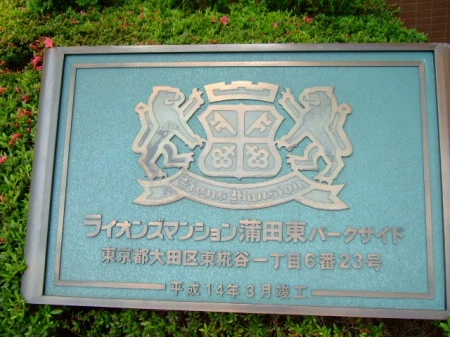 Lions Mansion
ライオンズマンション蒲田東パークサイド
東京都大田区東糀谷一丁目6番23号
平成14年3月竣工